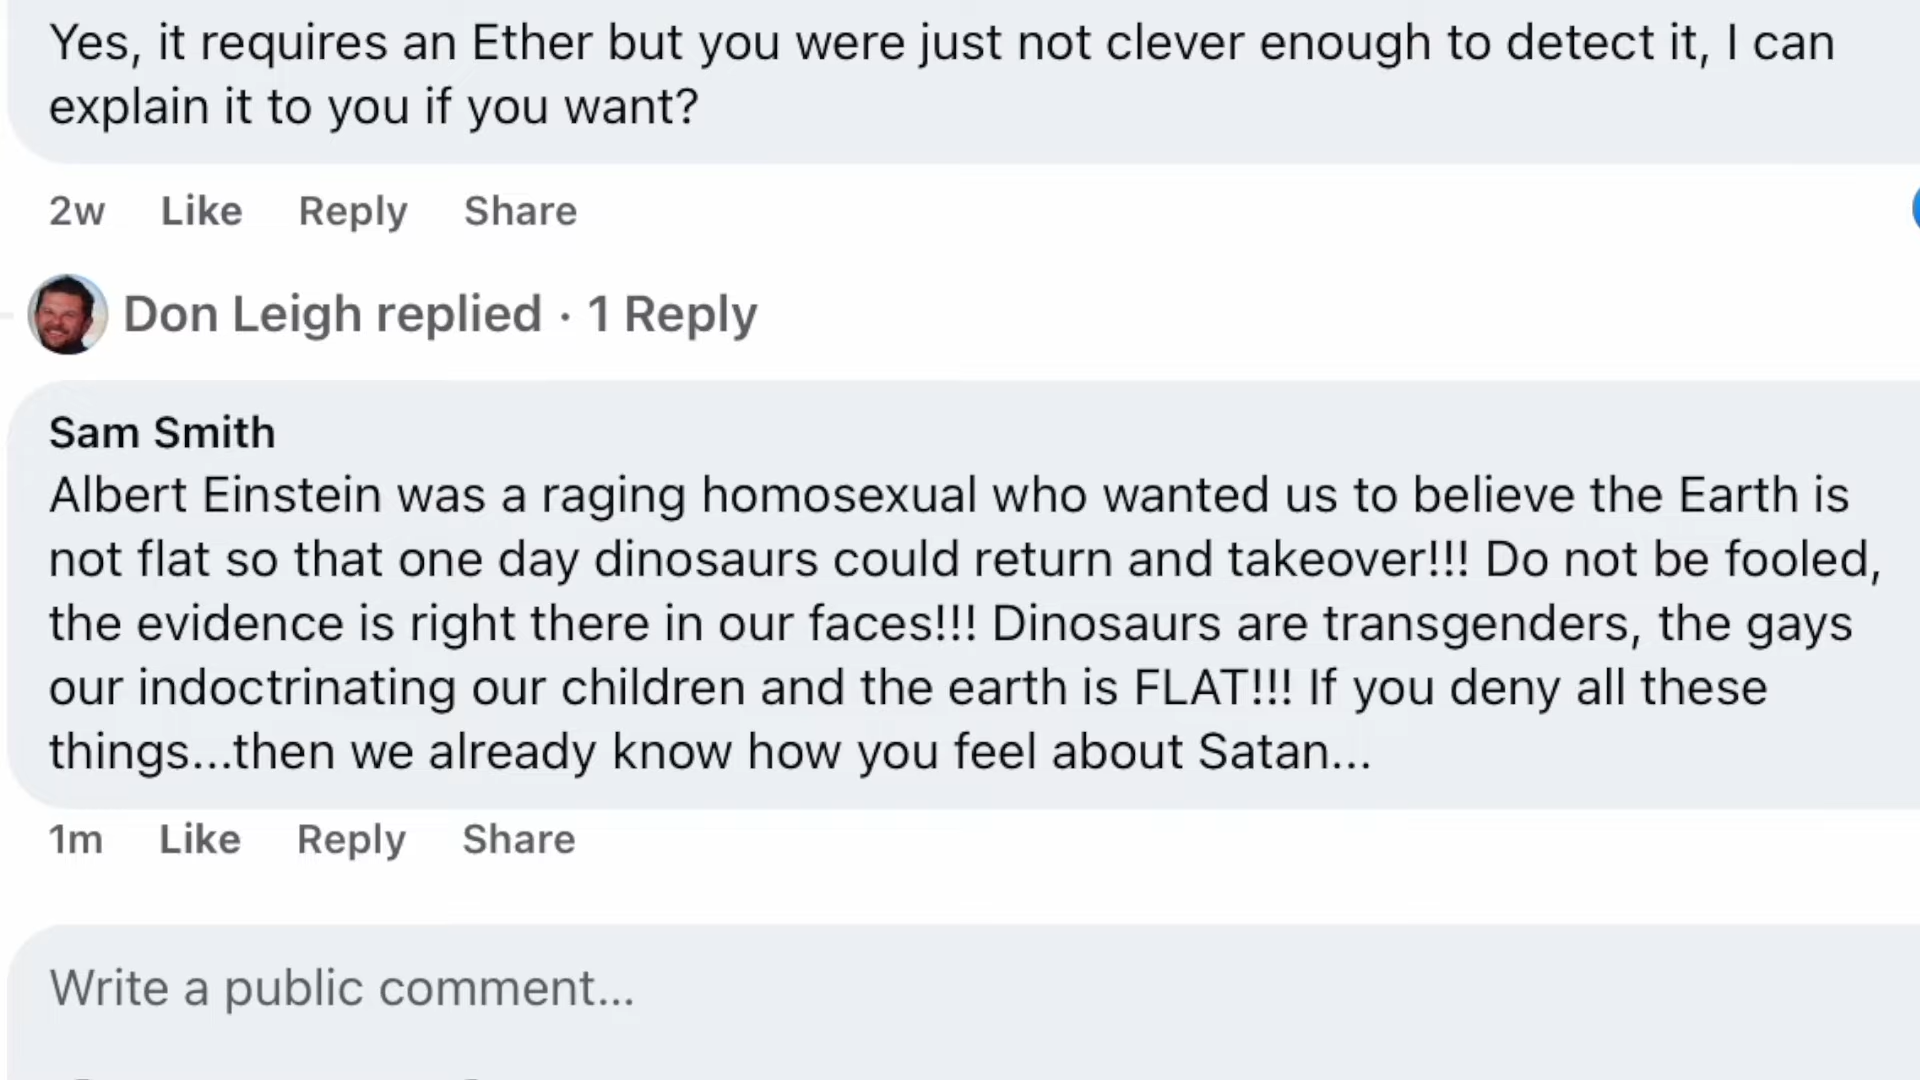 Yes, it requires an Ether but you were just not clever enough to detect it, I can
explain it to you if you want?
2w Like Reply Share
Don Leigh replied · 1 Reply
Sam Smith
Albert Einstein was a raging homosexual who wanted us to believe the Earth is
not flat so that one day dinosaurs could return and takeover!!! Do not be fooled,
the evidence is right there in our faces!!! Dinosaurs are transgenders, the gays
our indoctrinating our children and the earth is FLAT!!! If you deny all these
things...then we already know how you feel about Satan...
1m Like Reply Share
Write a public comment...